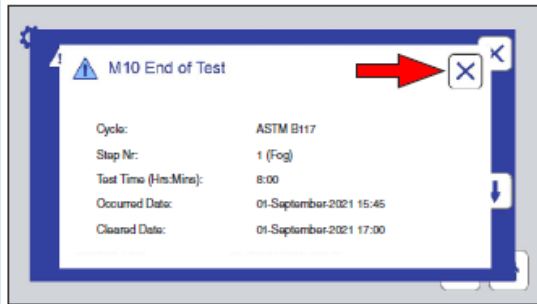 M10 End of Test
Cycle: ASTM B117
Step Nr: 1 (Fog)
Test Time (Hrs:Mins): 8:00
Occurred Date: 01-September-2021 15:45
Cleared Date: 01-September-2021 17:00